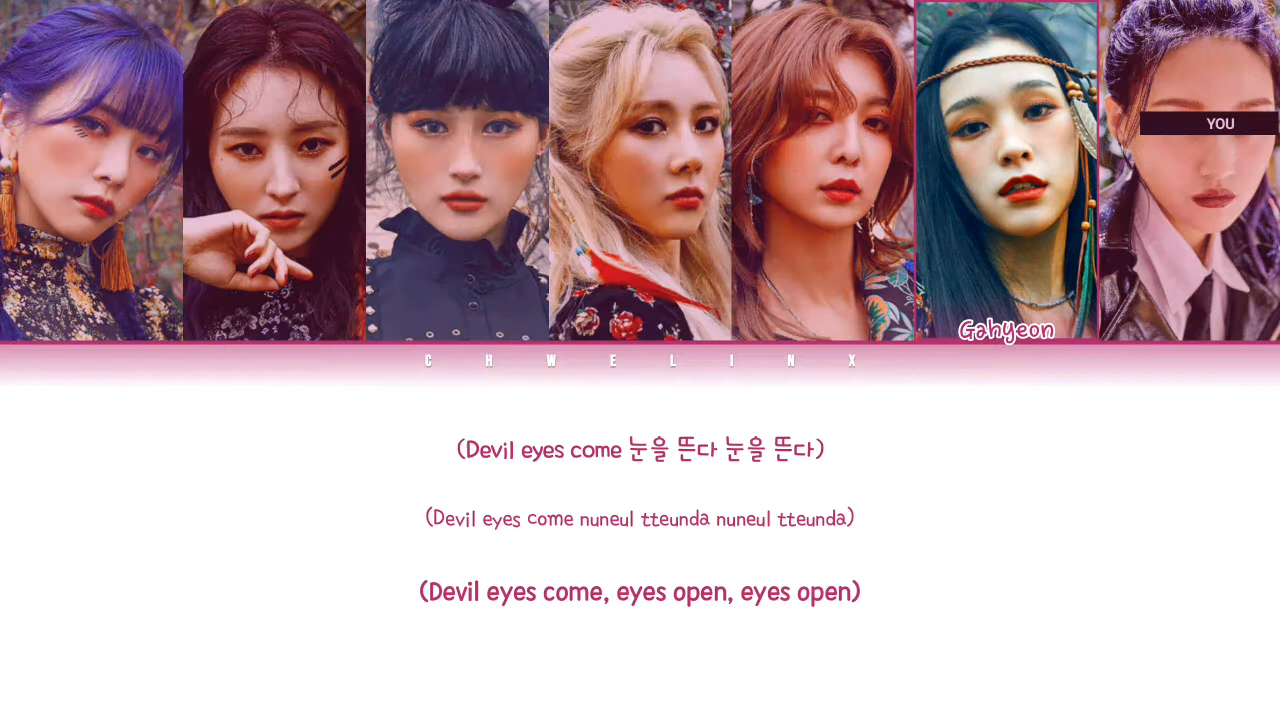 YOU
Gahyeon
C H W E L I N X
(Devil eyes come 눈을 뜬다 눈을 뜬다)
(Devil eyes come nuneul tteunda nuneul tteunda)
(Devil eyes come, eyes open, eyes open)